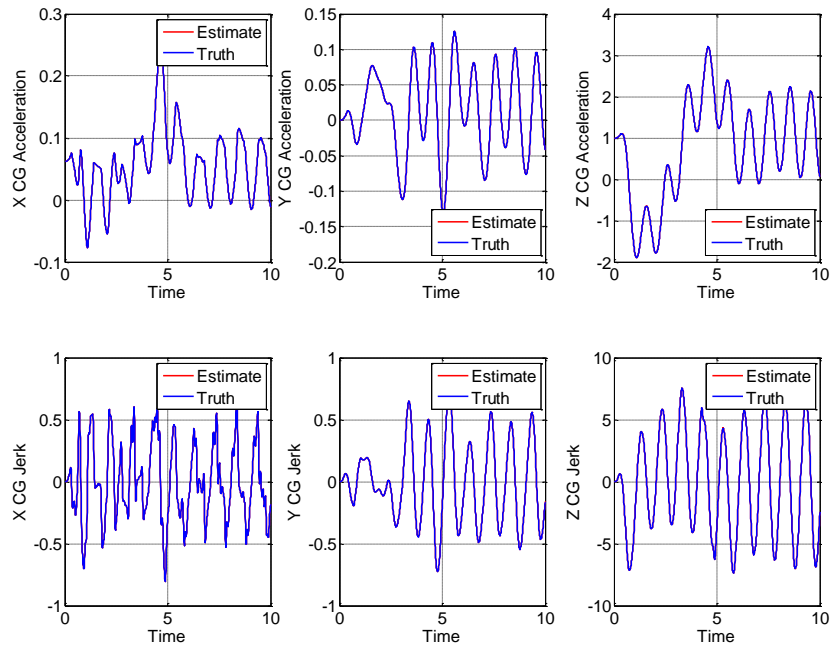 0.3
0.2
0.1
0
-0.1
0
5
10
X CG Acceleration
Time
Estimate
Truth
0.15
0.1
0.05
0
-0.05
-0.1
-0.15
-0.2
0
5
10
Y CG Acceleration
Time
Estimate
Truth
4
3
2
1
0
-1
-2
0
5
10
Z CG Acceleration
Time
Estimate
Truth
1
0.5
0
-0.5
-1
0
5
10
X CG Jerk
Time
Estimate
Truth
1
0.5
0
-0.5
-1
0
5
10
Y CG Jerk
Time
Estimate
Truth
10
5
0
-5
-10
0
5
10
Z CG Jerk
Time
Estimate
Truth